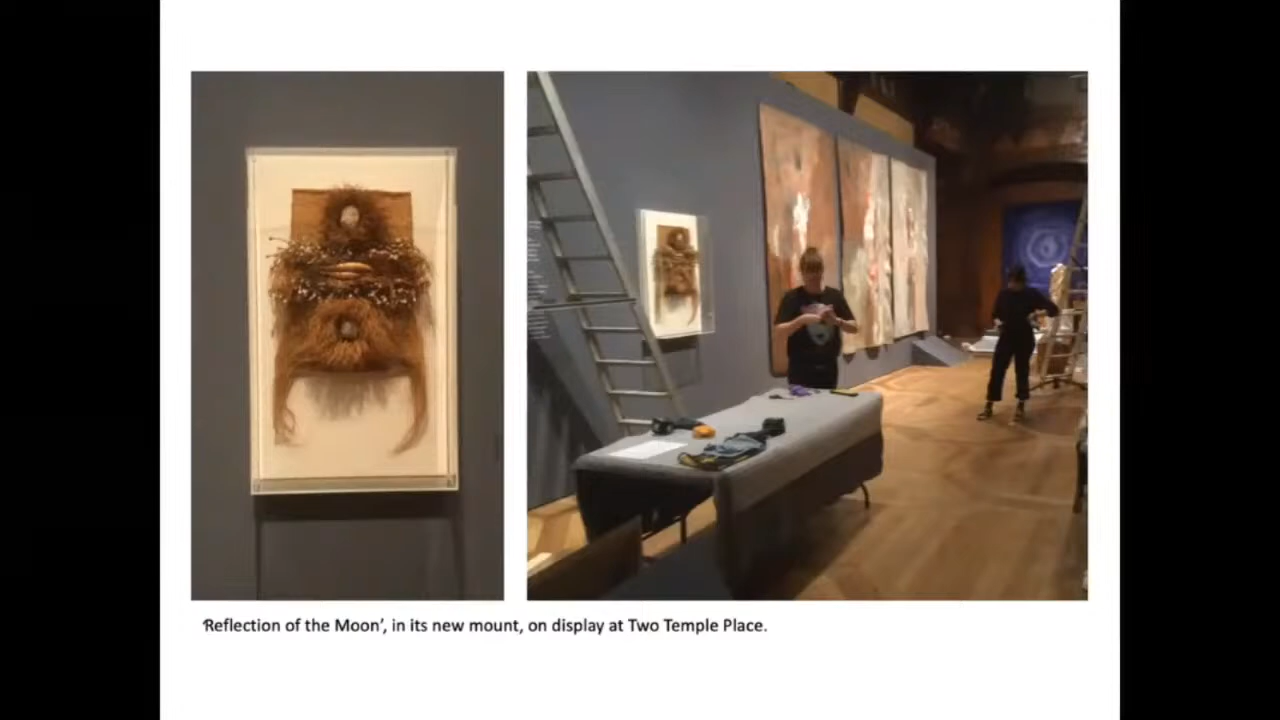 ‘Reflection of the Moon’, in its new mount, on display at Two Temple Place.